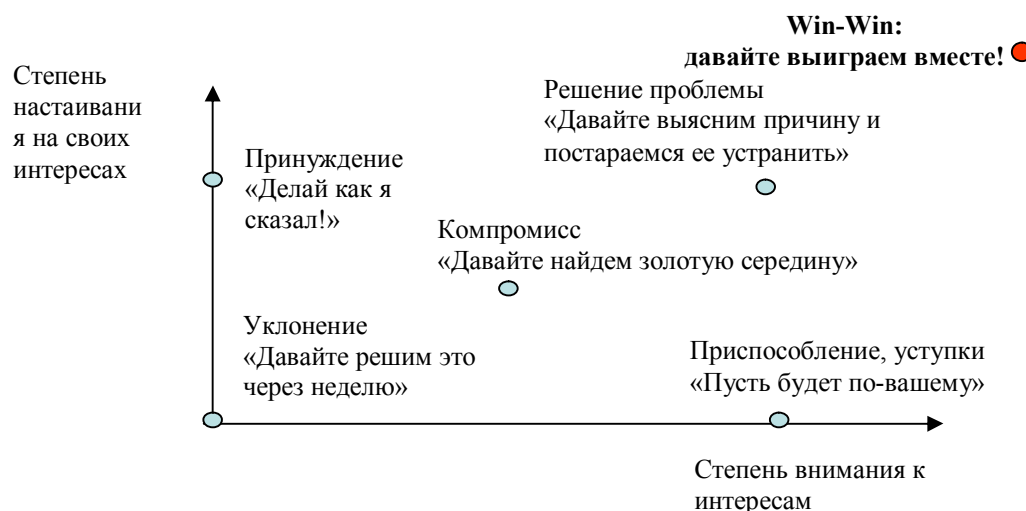 Win-Win:
давайте выиграем вместе!
Степень
настаивани
я на своих
интересах
Решение проблемы
«Давайте выясним причину и
постараемся ее устранить»
Принуждение
«Делай как я
сказал!»
Компромисс
«Давайте найдем золотую середину»
Уклонение
«Давайте решим это
через неделю»
Приспособление, уступки
«Пусть будет по-вашему»
Степень внимания к
интересам